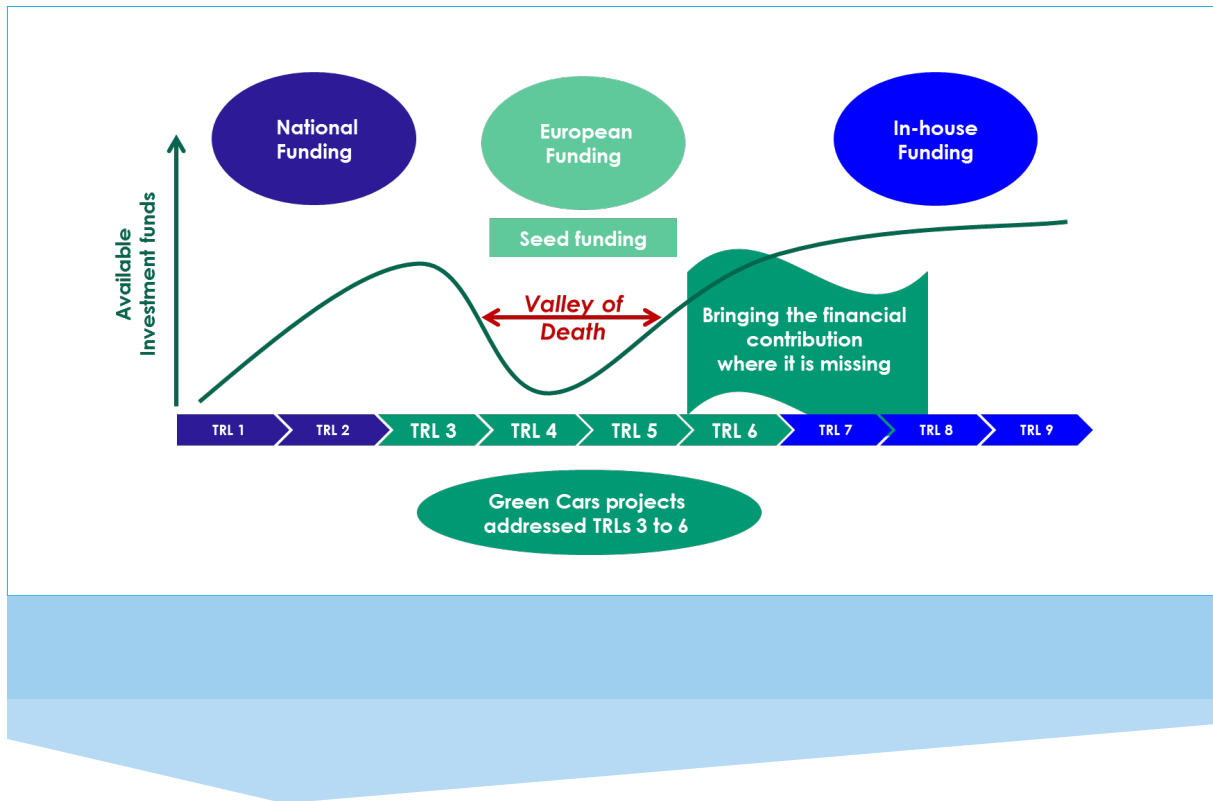 National
Funding
European
Funding
In-house
Funding
Seed funding
Available
Investment funds
Valley of
Death
Bringing the financial
contribution
where it is missing
TRL 1
TRL 2
TRL 3
TRL 4
TRL 5
TRL 6
TRL 7
TRL 8
TRL 9
Green Cars projects
addressed TRLs 3 to 6